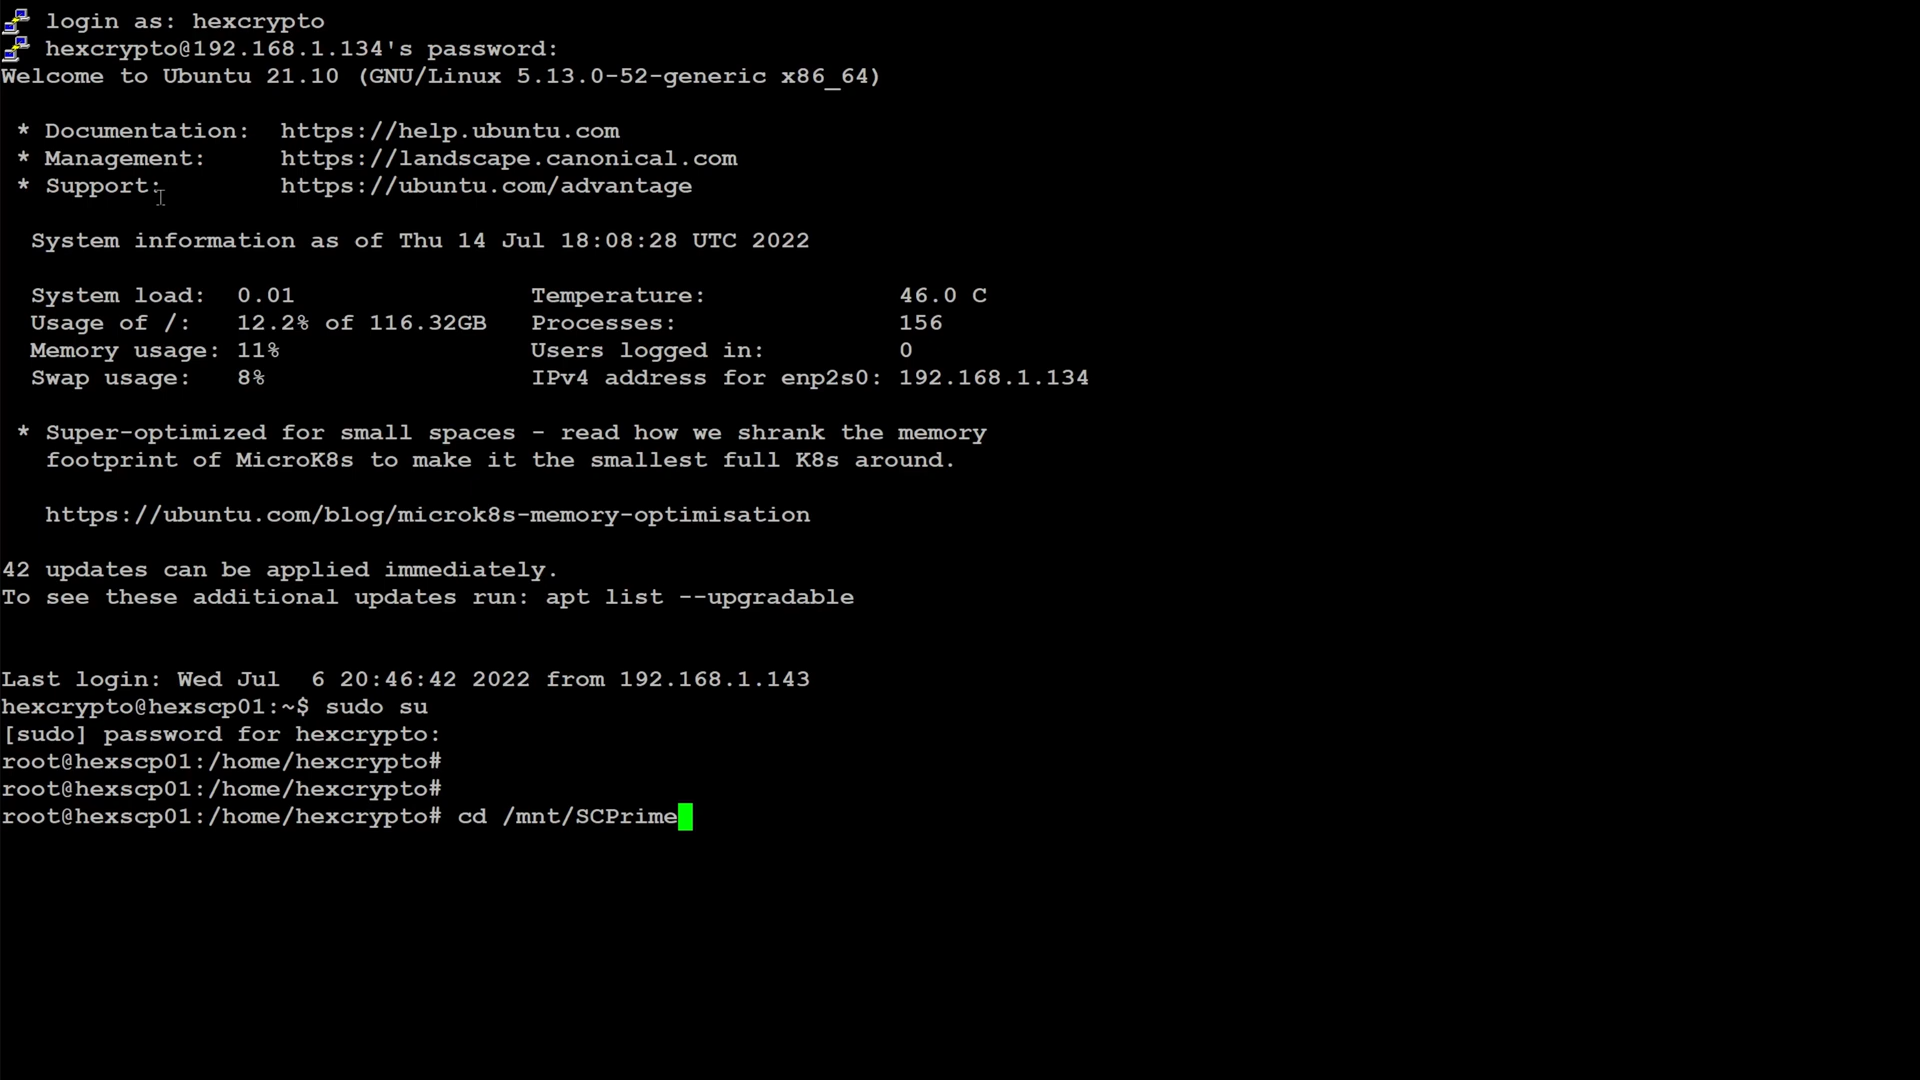 login as: hexcrypto
hexcrypto@192.168.1.134's password:
Welcome to Ubuntu 21.10 (GNU/Linux 5.13.0-52-generic x86_64)
* Documentation:  https://help.ubuntu.com
* Management:     https://landscape.canonical.com
* Support:        https://ubuntu.com/advantage
System information as of Thu 14 Jul 18:08:28 UTC 2022
System load:  0.01                Temperature:             46.0 C
Usage of /:   12.2% of 116.32GB   Processes:               156
Memory usage: 11%                 Users logged in:         0
Swap usage:   8%                  IPv4 address for enp2s0: 192.168.1.134
* Super-optimized for small spaces - read how we shrank the memory
footprint of MicroK8s to make it the smallest full K8s around.
https://ubuntu.com/blog/microk8s-memory-optimisation
42 updates can be applied immediately.
To see these additional updates run: apt list --upgradable
Last login: Wed Jul  6 20:46:42 2022 from 192.168.1.143
hexcrypto@hexscp01:~$ sudo su
[sudo] password for hexcrypto:
root@hexscp01:/home/hexcrypto#
root@hexscp01:/home/hexcrypto#
root@hexscp01:/home/hexcrypto# cd /mnt/SCPrime